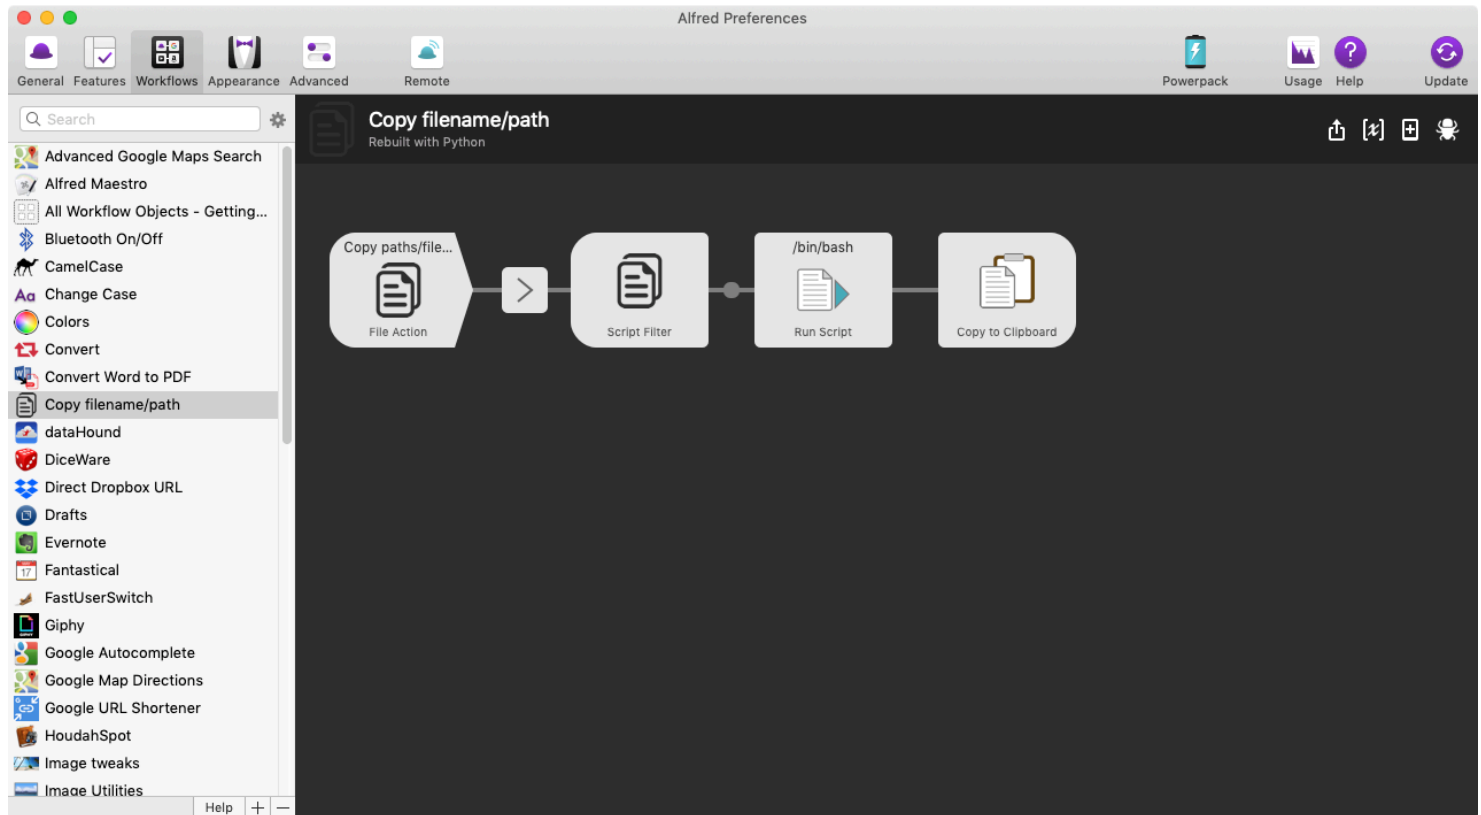 Alfred Preferences
General
Features
Workflows
Appearance
Advanced
Remote
Powerpack
Usage
Help
Update
Search
Copy filename/path
Rebuilt with Python
Advanced Google Maps Search
Alfred Maestro
All Workflow Objects - Getting...
Bluetooth On/Off
CamelCase
Aa Change Case
Colors
Convert
Convert Word to PDF
Copy filename/path
dataHound
DiceWare
Direct Dropbox URL
Drafts
Evernote
17 Fantastical
FastUserSwitch
Giphy
Google Autocomplete
Google Map Directions
Google URL Shortener
HoudahSpot
Image tweaks
Image Utilities
Help
Copy paths/file...
File Action
Script Filter
/bin/bash
Run Script
Copy to Clipboard